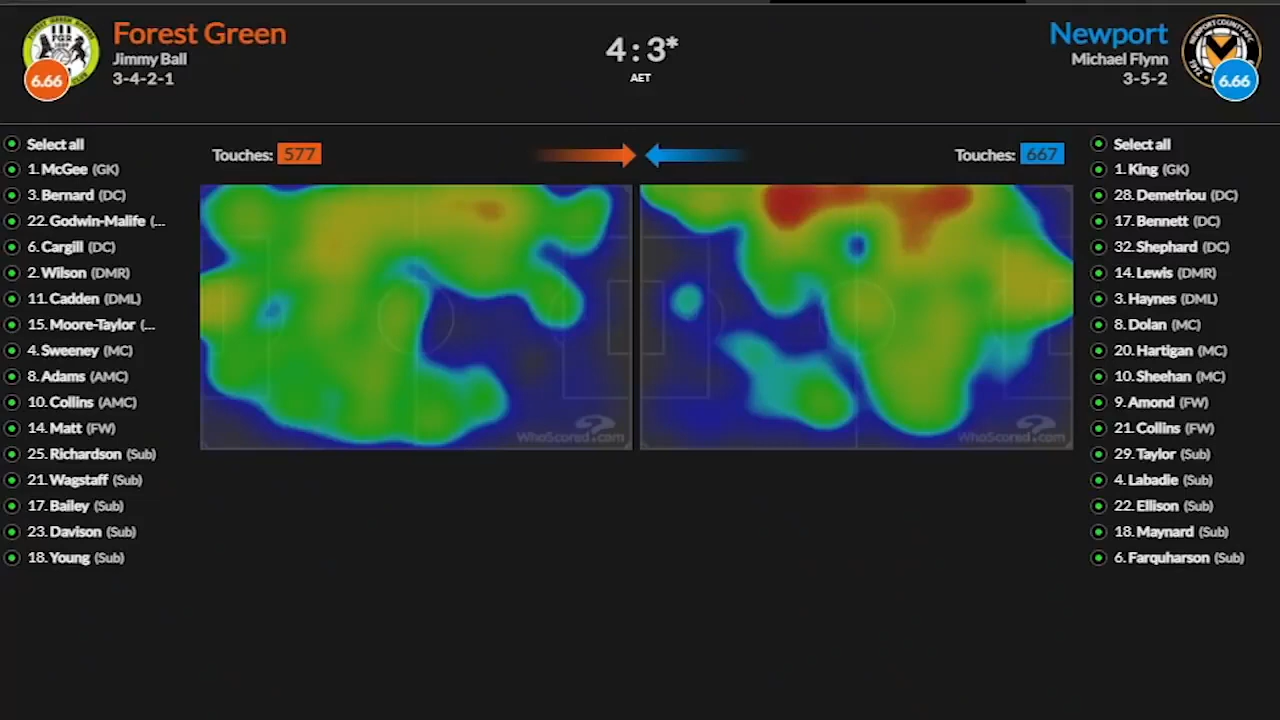 Forest Green
Jimmy Ball
3-4-2-1
6.66
4 : 3*
AET
Newport
Michael Flynn
3-5-2
6.66
Select all
1. McGee (GK)
3. Bernard (DC)
22. Godwin-Malife (...
6. Cargill (DC)
2. Wilson (DMR)
11. Cadden (DML)
15. Moore-Taylor (...
4. Sweeney (MC)
8. Adams (AMC)
10. Collins (AMC)
14. Matt (FW)
25. Richardson (Sub)
21. Wagstaff (Sub)
17. Bailey (Sub)
23. Davison (Sub)
18. Young (Sub)
Touches: 577
Touches: 667
WhoScored.com
WhoScored.com
Select all
1. King (GK)
28. Demetriou (DC)
17. Bennett (DC)
32. Shephard (DC)
14. Lewis (DMR)
3. Haynes (DML)
8. Dolan (MC)
20. Hartigan (MC)
10. Sheehan (MC)
9. Amond (FW)
21. Collins (FW)
29. Taylor (Sub)
4. Labadie (Sub)
22. Ellison (Sub)
18. Maynard (Sub)
6. Farquharson (Sub)